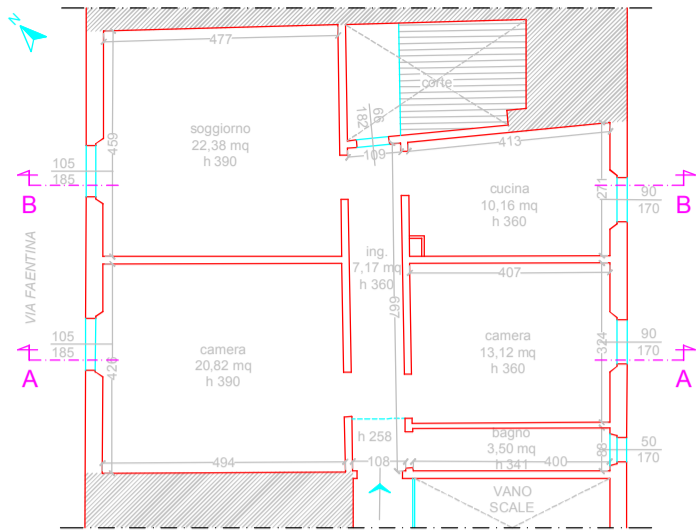 N
477
corte
soggiorno
22,38 mq
h 390
459
182
66
109
413
105
185
B
cucina
10,16 mq
h 360
271
90
170
B
VIA FAENTINA
ing.
7,17 mq
h 360
667
407
105
185
A
camera
20,82 mq
h 390
camera
13,12 mq
h 360
324
90
170
A
h 258
bagno
3,50 mq
h 341
88
50
170
494
108
400
VANO
SCALE